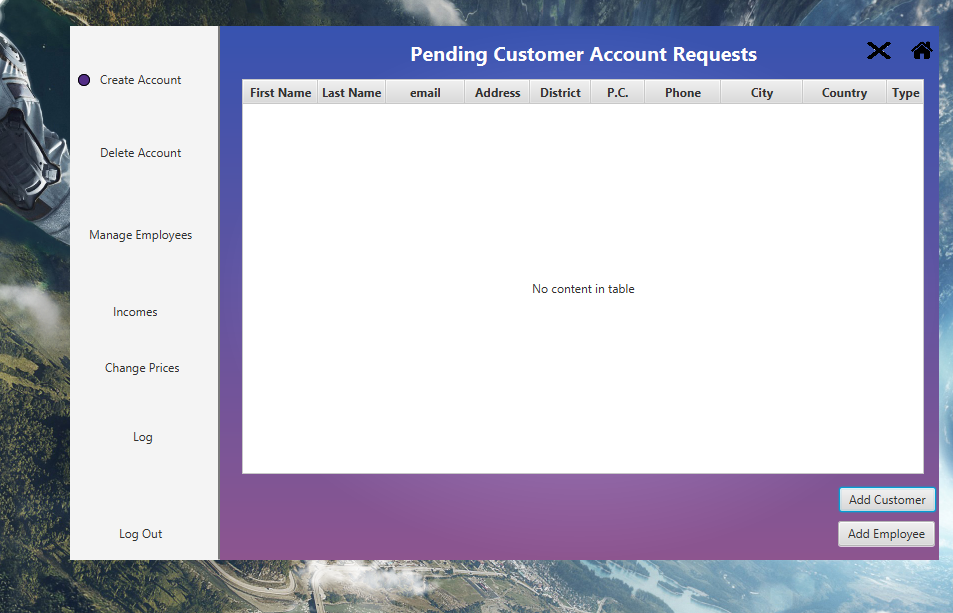 Create Account
Delete Account
Manage Employees
Incomes
Change Prices
Log
Log Out
Pending Customer Account Requests
First Name Last Name email Address District P.C. Phone City Country Type
No content in table
Add Customer
Add Employee